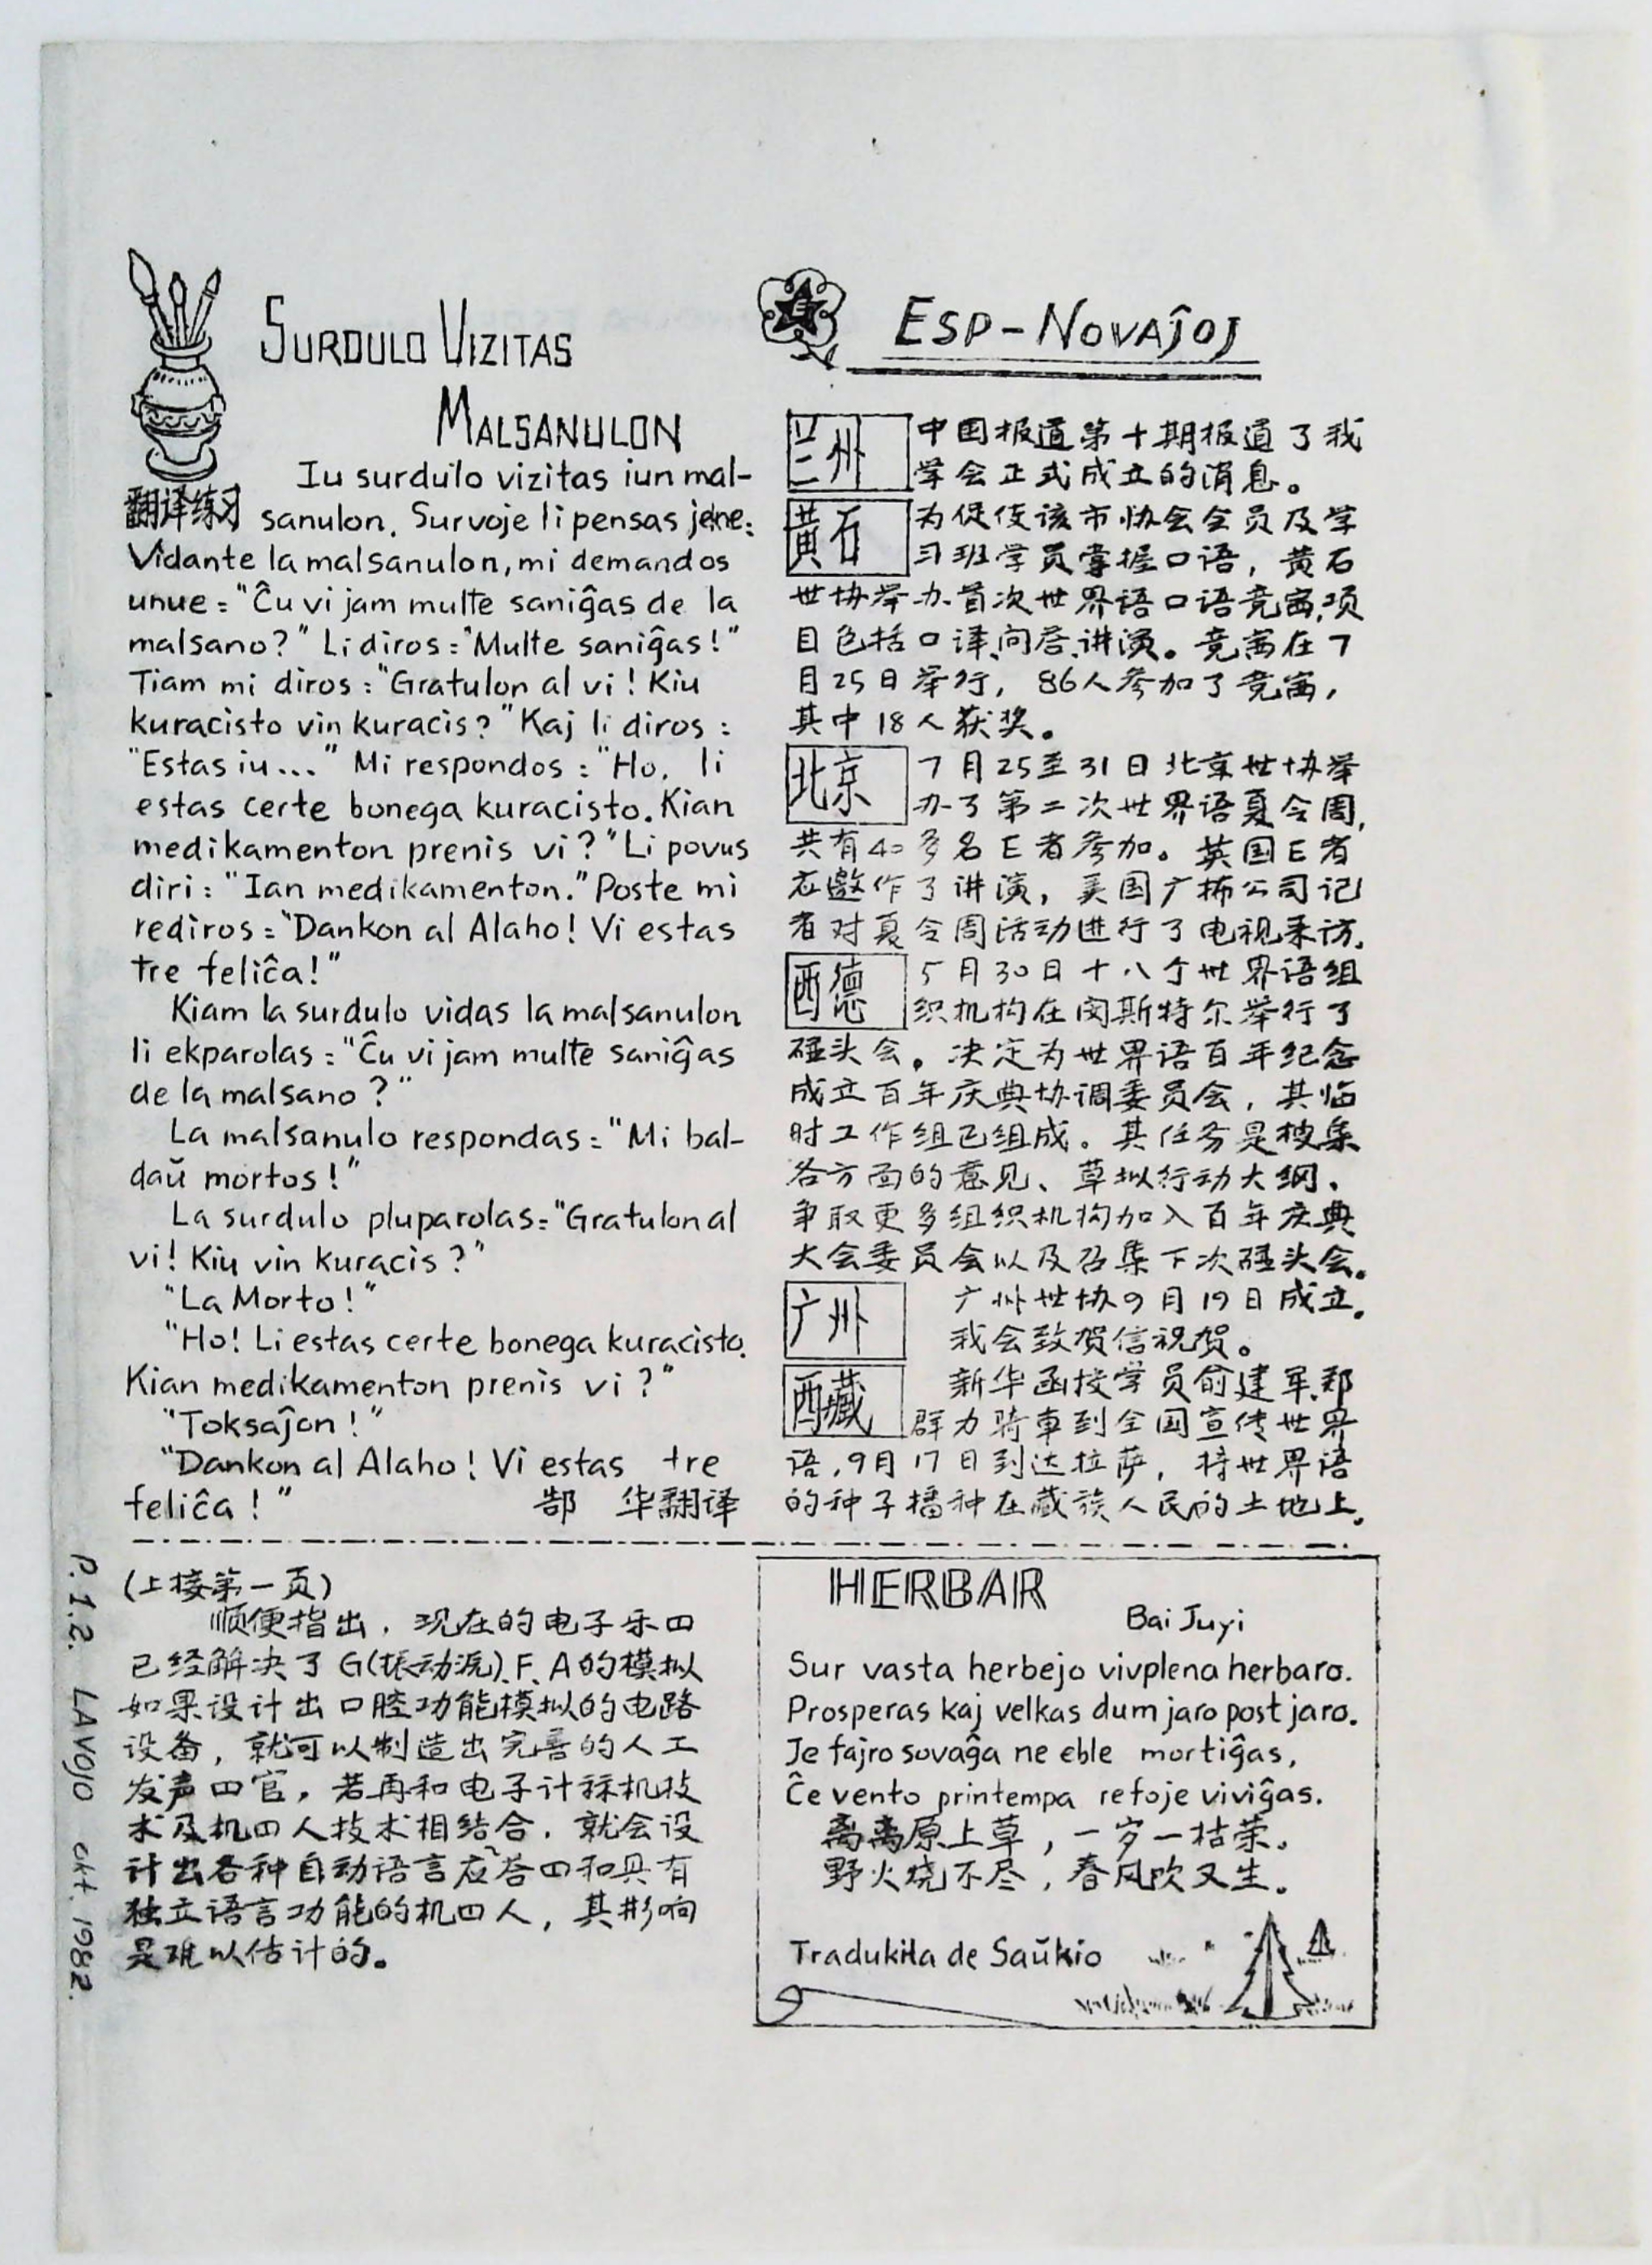 SURDULO VIZITAS
MALSANULON
翻译练习
Iu surdulo vizitas iun mal-
sanulon. Survoje li pensas jene:
Vidante la malsanulon, mi demandos
unue: "Ĉu vi jam multe saniĝas de la
malsano?" Li diros: "Multe saniĝas!"
Tiam mi diros: "Gratulon al vi! Kiu
kuracisto vin kuracis?" Kaj li diros:
"Estas iu..." Mi respondos: "Ho, li
estas certe bonega kuracisto. Kian
medikamenton prenis vi?" Li povus
diri: "Ian medikamenton." Poste mi
rediros: "Dankon al Alaho! Vi estas
tre feliĉa!"
Kiam la surdulo vidas la malsanulon
li ekparolas: "Ĉu vi jam multe saniĝas
de la malsano?"
La malsanulo respondas: "Mi bal-
daŭ mortos!"
La surdulo pluparolas: "Gratulon al
vi! Kiu vin kuracis?"
"La Morto!"
"Ho! Li estas certe bonega kuracisto.
Kian medikamenton prenis vi?"
"Toksaĵon!"
"Dankon al Alaho! Vi estas tre
feliĉa!" 郜 华翻译
ESP-NOVAĴOJ
兰州 中国报道第十期报道了我
学会正式成立的消息。
黄石 为促使该市协会会员及学
习班学员掌握口语，黄石
世协举办首次世界语口语竞赛，项
目包括口译、问答、讲演。竞赛在7
月25日举行，86人参加了竞赛，
其中18人获奖。
北京 7月25至31日北京世协举
办了第二次世界语夏令周，
共有40多名E者参加。英国E者
应邀作了讲演，美国广播公司记
者对夏令周活动进行了电视采访。
西德 5月30日十八个世界语组
织机构在闵斯特尔举行了
碰头会。决定为世界语百年纪念
成立百年庆典协调委员会，其临
时工作组已组成。其任务是搜集
各方面的意见、草拟行动大纲、
争取更多组织机构加入百年庆典
大会委员会以及召集下次碰头会。
广州 广州世协9月19日成立。
我会致贺信祝贺。
西藏 新华函授学员俞建军、郑
群力骑车到全国宣传世界
语，9月17日到达拉萨，将世界语
的种子播种在藏族人民的土地上。
(上接第一页)
顺便指出，现在的电子乐四
已经解决了G(振动源)、F、A的模拟
如果设计出口腔功能模拟的电路
设备，就可以制造出完善的人工
发声四官，若再和电子计算机技
术及机四人技术相结合，就会设
计出各种自动语言应答四和具有
独立语言功能的机四人，其影响
是难以估计的。
HERBAR
Bai Juyi
Sur vasta herbejo vivplena herbaro.
Prosperas kaj velkas dum jaro post jaro.
Je fajro sovaĝa ne eble mortiĝas,
Ĉe vento printempa refoje viviĝas.
离离原上草，一岁一枯荣。
野火烧不尽，春风吹又生。
Tradukita de Saŭkio
P.1.2. LA VOJO okt. 1982.